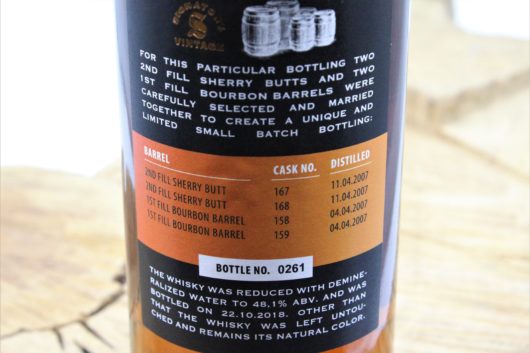 SIGNATORY
S
VINTAGE
FOR THIS PARTICULAR BOTTLING TWO
2ND FILL SHERRY BUTTS AND TWO
1ST FILL BOURBON BARRELS WERE
CAREFULLY SELECTED AND MARRIED
TOGETHER TO CREATE A UNIQUE AND
LIMITED SMALL BATCH BOTTLING:
BARREL CASK NO. DISTILLED
2ND FILL SHERRY BUTT 167 11.04.2007
2ND FILL SHERRY BUTT 168 11.04.2007
1ST FILL BOURBON BARREL 158 04.04.2007
1ST FILL BOURBON BARREL 159 04.04.2007
BOTTLE NO. 0261
THE WHISKY WAS REDUCED WITH DEMINE-
RALIZED WATER TO 48,1% ABV. AND WAS
BOTTLED ON 22.10.2018. OTHER THAN
THAT THE WHISKY WAS LEFT UNTOU-
CHED AND REMAINS ITS NATURAL COLOR.